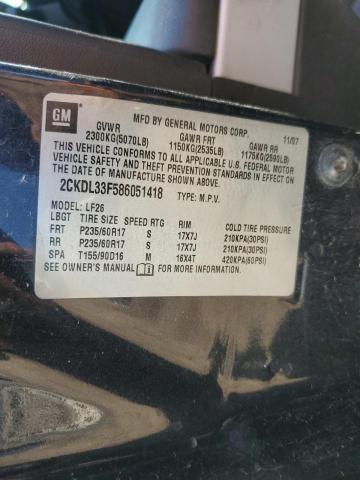 GM
MFD BY GENERAL MOTORS CORP. 11/07
GVWR GAWR FRT GAWR RR
2300KG(5070LB) 1150KG(2535LB) 1175KG(2590LB)
THIS VEHICLE CONFORMS TO ALL APPLICABLE U.S. FEDERAL MOTOR
VEHICLE SAFETY AND THEFT PREVENTION STANDARDS IN EFFECT ON
THE DATE OF MANUFACTURE SHOWN ABOVE.
2CKDL33F586051418 TYPE: M.P.V.
MODEL: LF26
LBGT TIRE SIZE SPEED RTG RIM COLD TIRE PRESSURE
FRT P235/60R17 S 17X7J 210KPA(30PSI)
RR P235/60R17 S 17X7J 210KPA(30PSI)
SPA T155/90D16 M 16X4T 420KPA(60PSI)
SEE OWNER'S MANUAL FOR MORE INFORMATION.